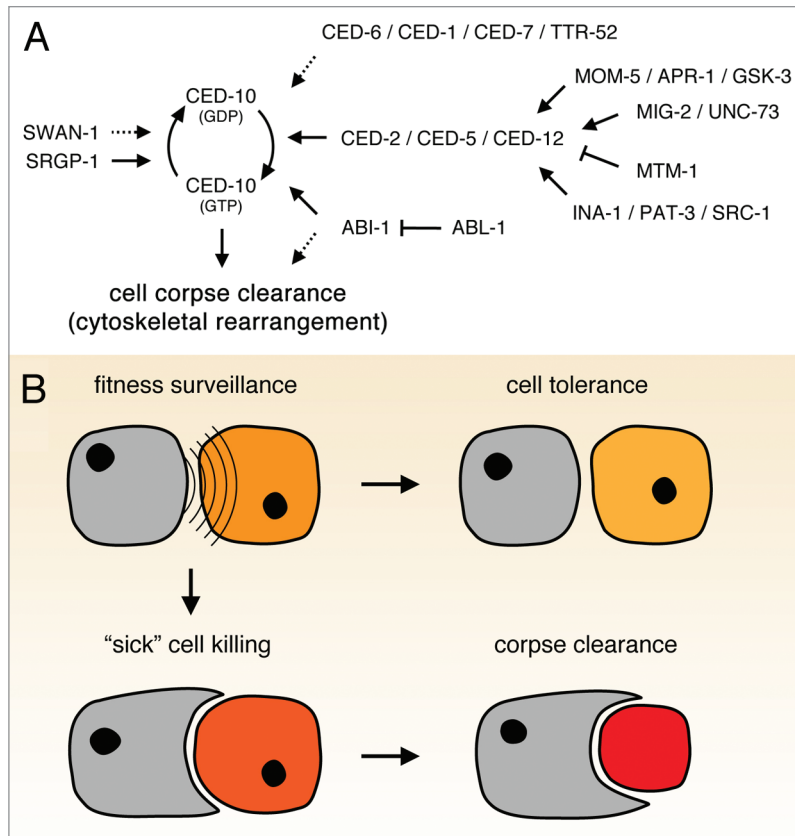 A
CED-6 / CED-1 / CED-7 / TTR-52
MOM-5 / APR-1 / GSK-3
CED-10
(GDP)
MIG-2 / UNC-73
SWAN-1
CED-2 / CED-5 / CED-12
SRGP-1
MTM-1
CED-10
(GTP)
INA-1 / PAT-3 / SRC-1
ABI-1
ABL-1
cell corpse clearance
(cytoskeletal rearrangement)
B
fitness surveillance
cell tolerance
“sick” cell killing
corpse clearance